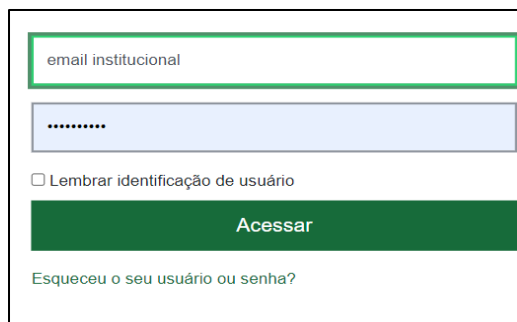 email institucional
••••••••••
Lembrar identificação de usuário
Acessar
Esqueceu o seu usuário ou senha?